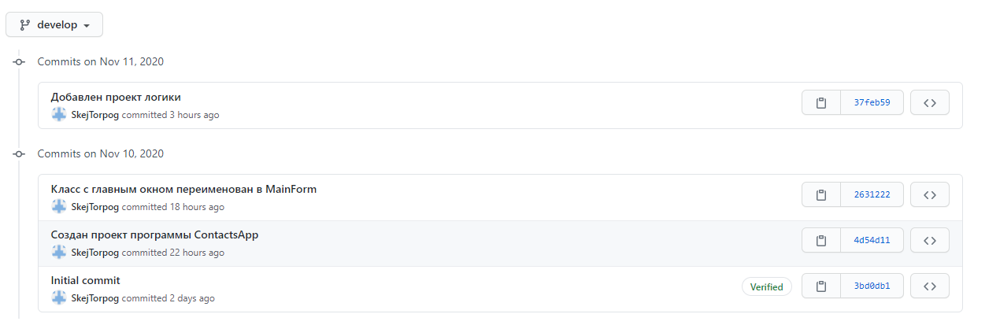 develop
Commits on Nov 11, 2020
Добавлен проект логики
SkejTorpog committed 3 hours ago
37feb59
Commits on Nov 10, 2020
Класс с главным окном переименован в MainForm
SkejTorpog committed 18 hours ago
2631222
Создан проект программы ContactsApp
SkejTorpog committed 22 hours ago
4d54d11
Initial commit
SkejTorpog committed 2 days ago
Verified
3bd0db1